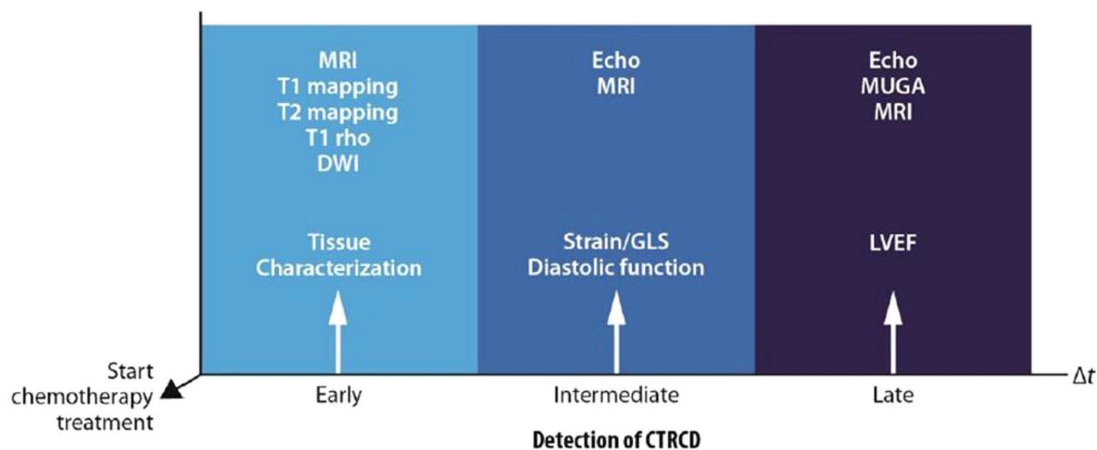 MRI
T1 mapping
T2 mapping
T1 rho
DWI
Tissue
Characterization
Echo
MRI
Strain/GLS
Diastolic function
Echo
MUGA
MRI
LVEF
Start
chemotherapy
treatment
Early
Intermediate
Late
Δt
Detection of CTRCD